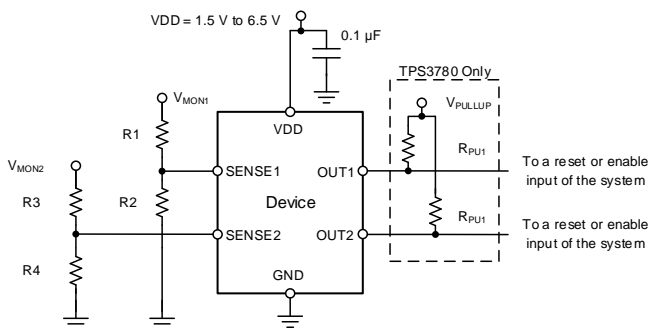 VDD = 1.5 V to 6.5 V
0.1 µF
TPS3780 Only
VMON1
VPULLUP
VDD
R1
RPU1
To a reset or enable
input of the system
VMON2
SENSE1
OUT1
R3
R2
Device
RPU1
To a reset or enable
input of the system
SENSE2
OUT2
R4
GND